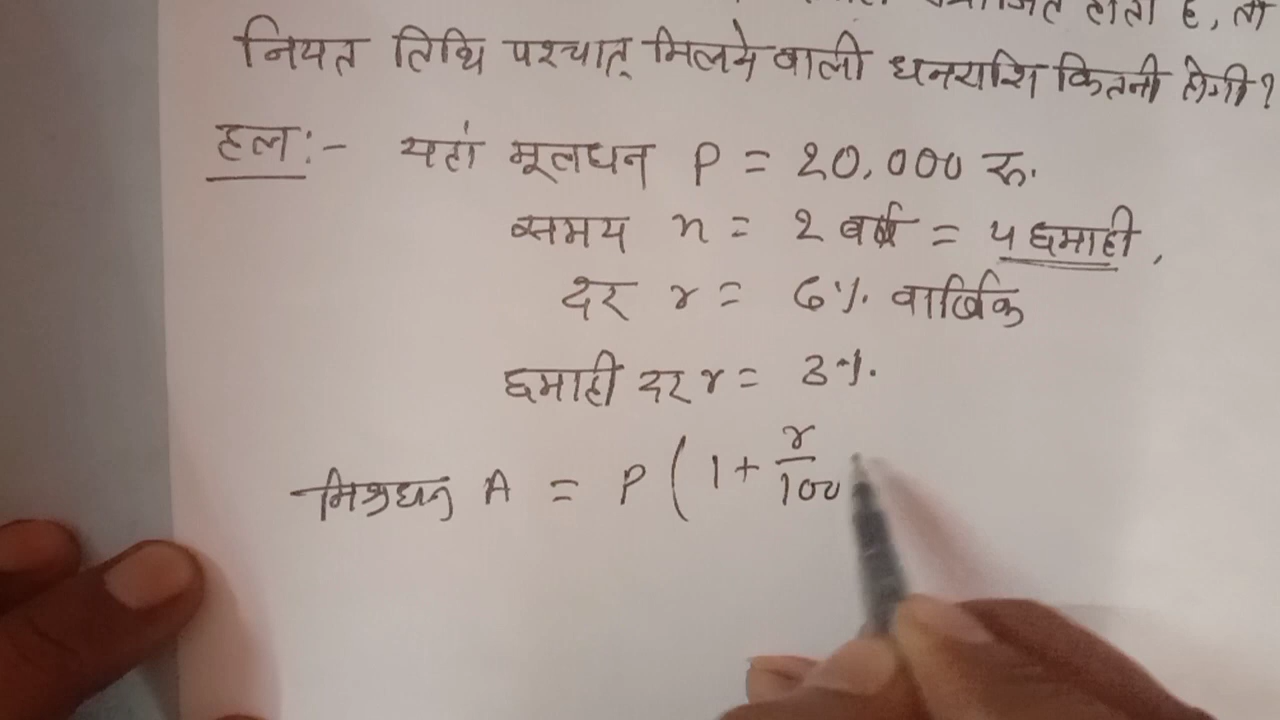 होता है, तो
नियत तिथि पश्चात् मिलने वाली धनराशि कितनी होगी?
हल:- यहां मूलधन P = 20,000 रु.
समय n = 2 वर्ष = 4 छमाही,
दर r = 6% वार्षिक
छमाही दर r = 3%.
मिश्रधन A = P ( 1 + r/100